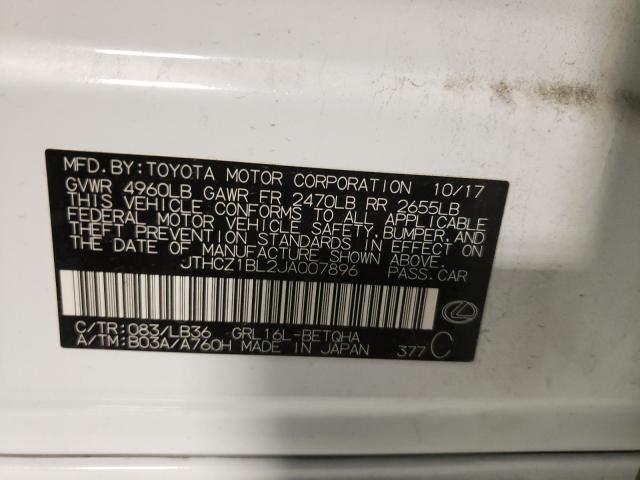 MFD. BY: TOYOTA MOTOR CORPORATION 10/17
GVWR 4960LB GAWR FR 2470LB RR 2655LB
THIS VEHICLE CONFORMS TO ALL APPLICABLE
FEDERAL MOTOR VEHICLE SAFETY, BUMPER, AND
THEFT PREVENTION STANDARDS IN EFFECT ON
THE DATE OF MANUFACTURE SHOWN ABOVE.
JTHCZ1BL2JA007896 PASS. CAR
C/TR: 083/LB36 GRL16L-BETQHA
A/TM: B03A/A760H MADE IN JAPAN 377 C